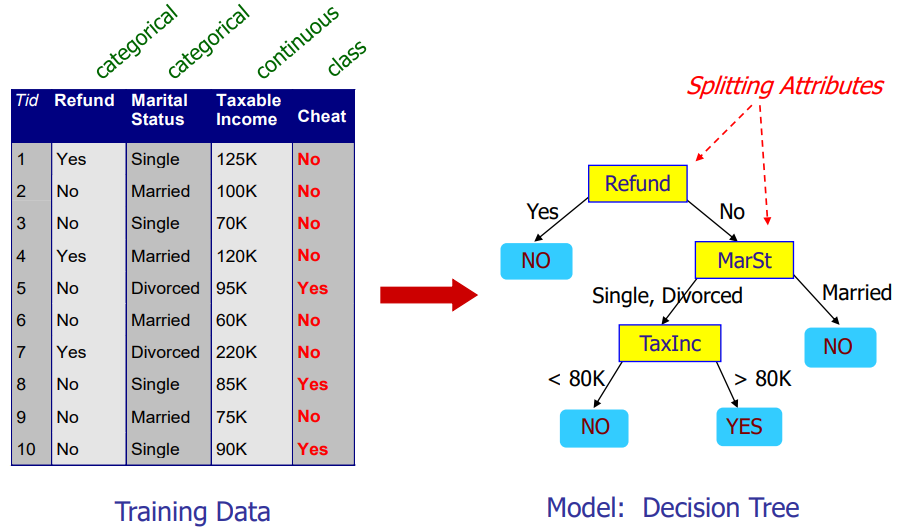 categorical
categorical
continuous
class
Tid Refund Marital Status Taxable Income Cheat
1 Yes Single 125K No
2 No Married 100K No
3 No Single 70K No
4 Yes Married 120K No
5 No Divorced 95K Yes
6 No Married 60K No
7 Yes Divorced 220K No
8 No Single 85K Yes
9 No Married 75K No
10 No Single 90K Yes
Training Data
Splitting Attributes
Refund
Yes No
NO MarSt
Single, Divorced Married
TaxInc NO
< 80K > 80K
NO YES
Model: Decision Tree